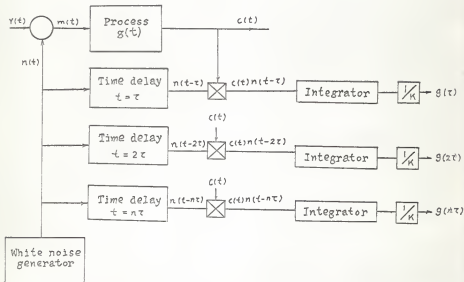 r(t) m(t) Process g(t) c(t)
n(t)
Time delay t = τ n(t-τ) c(t)n(t-τ) Integrator 1/K g(τ)
c(t)
Time delay t = 2τ n(t-2τ) c(t)n(t-2τ) Integrator 1/K g(2τ)
c(t)
Time delay t = nτ n(t-nτ) c(t)n(t-nτ) Integrator 1/K g(nτ)
White noise generator